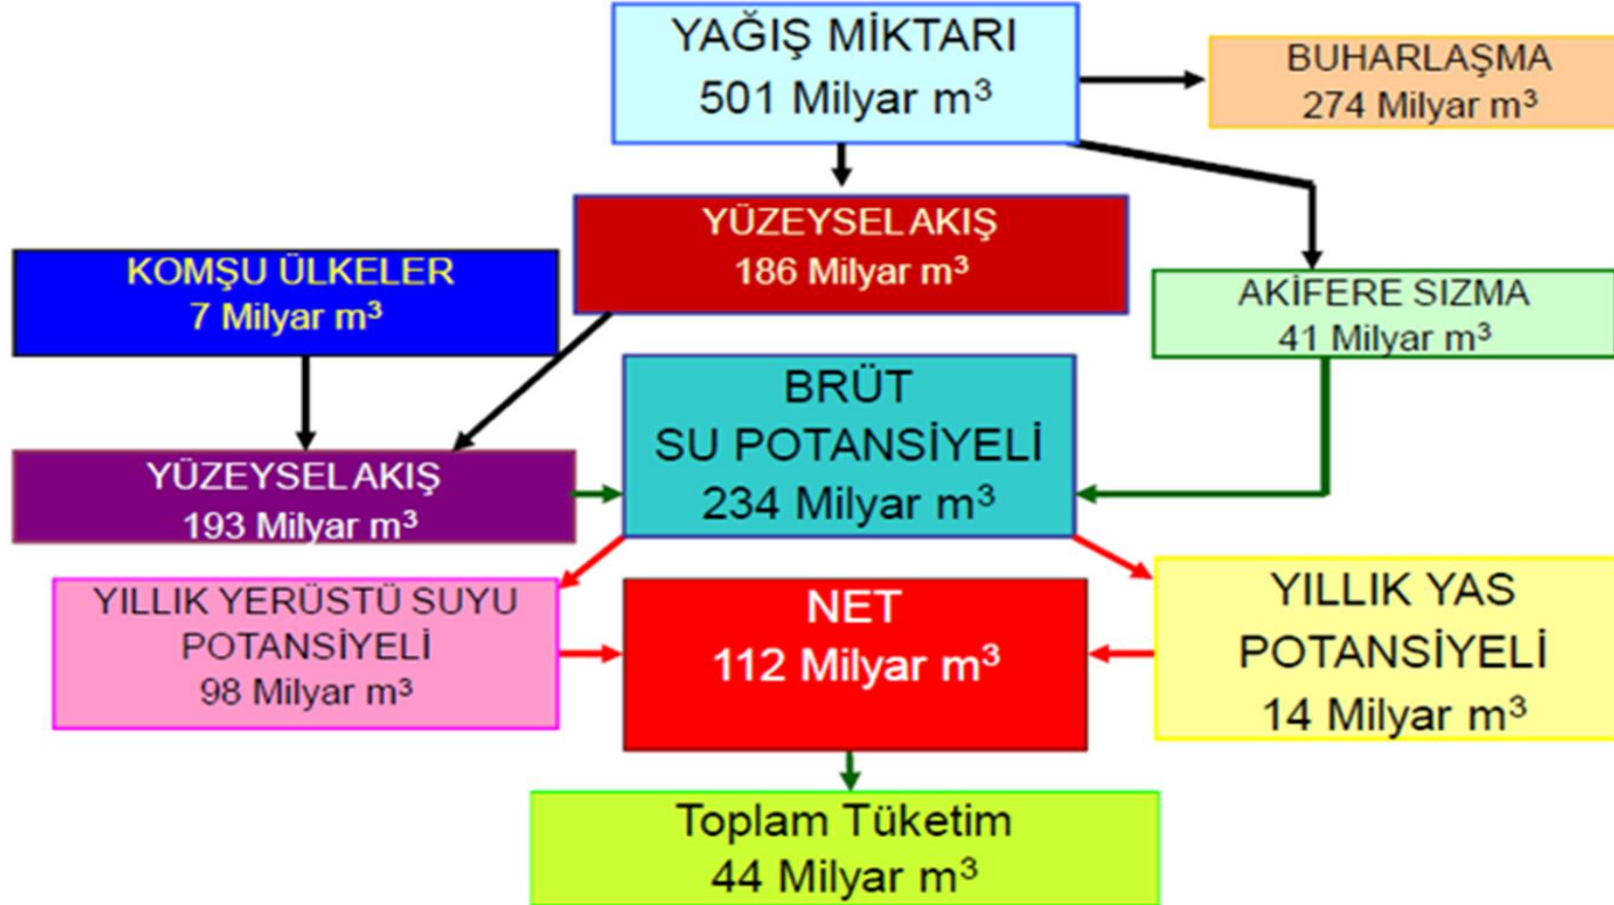 YAĞIŞ MİKTARI
501 Milyar m³
BUHARLAŞMA
274 Milyar m³
YÜZEYSEL AKIŞ
186 Milyar m³
KOMŞU ÜLKELER
7 Milyar m³
AKİFERE SIZMA
41 Milyar m³
BRÜT
SU POTANSİYELİ
234 Milyar m³
YÜZEYSEL AKIŞ
193 Milyar m³
YILLIK YERÜSTÜ SUYU
POTANSİYELİ
98 Milyar m³
NET
112 Milyar m³
YILLIK YAS
POTANSİYELİ
14 Milyar m³
Toplam Tüketim
44 Milyar m³